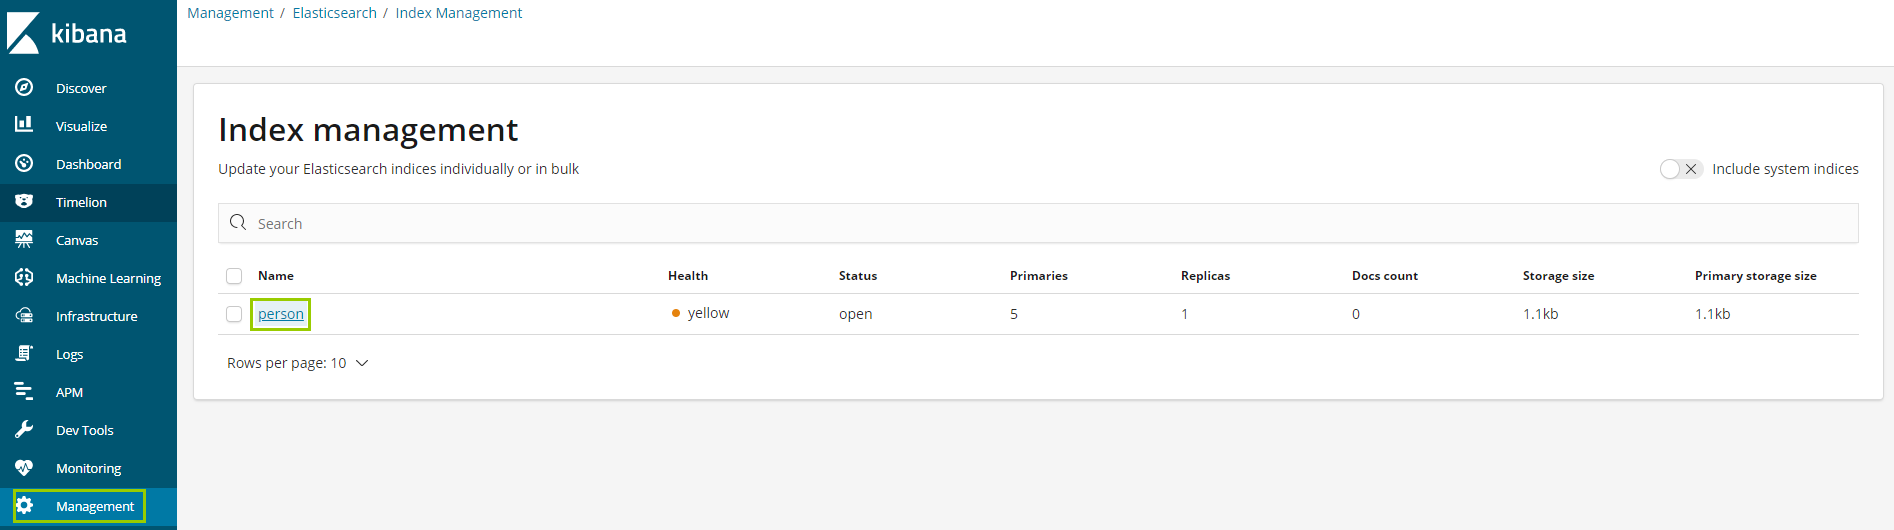 kibana
Discover
Visualize
Dashboard
Timelion
Canvas
Machine Learning
Infrastructure
Logs
APM
Dev Tools
Monitoring
Management
Management / Elasticsearch / Index Management
Index management
Update your Elasticsearch indices individually or in bulk
Include system indices
Search
Name Health Status Primaries Replicas Docs count Storage size Primary storage size
person yellow open 5 1 0 1.1kb 1.1kb
Rows per page: 10